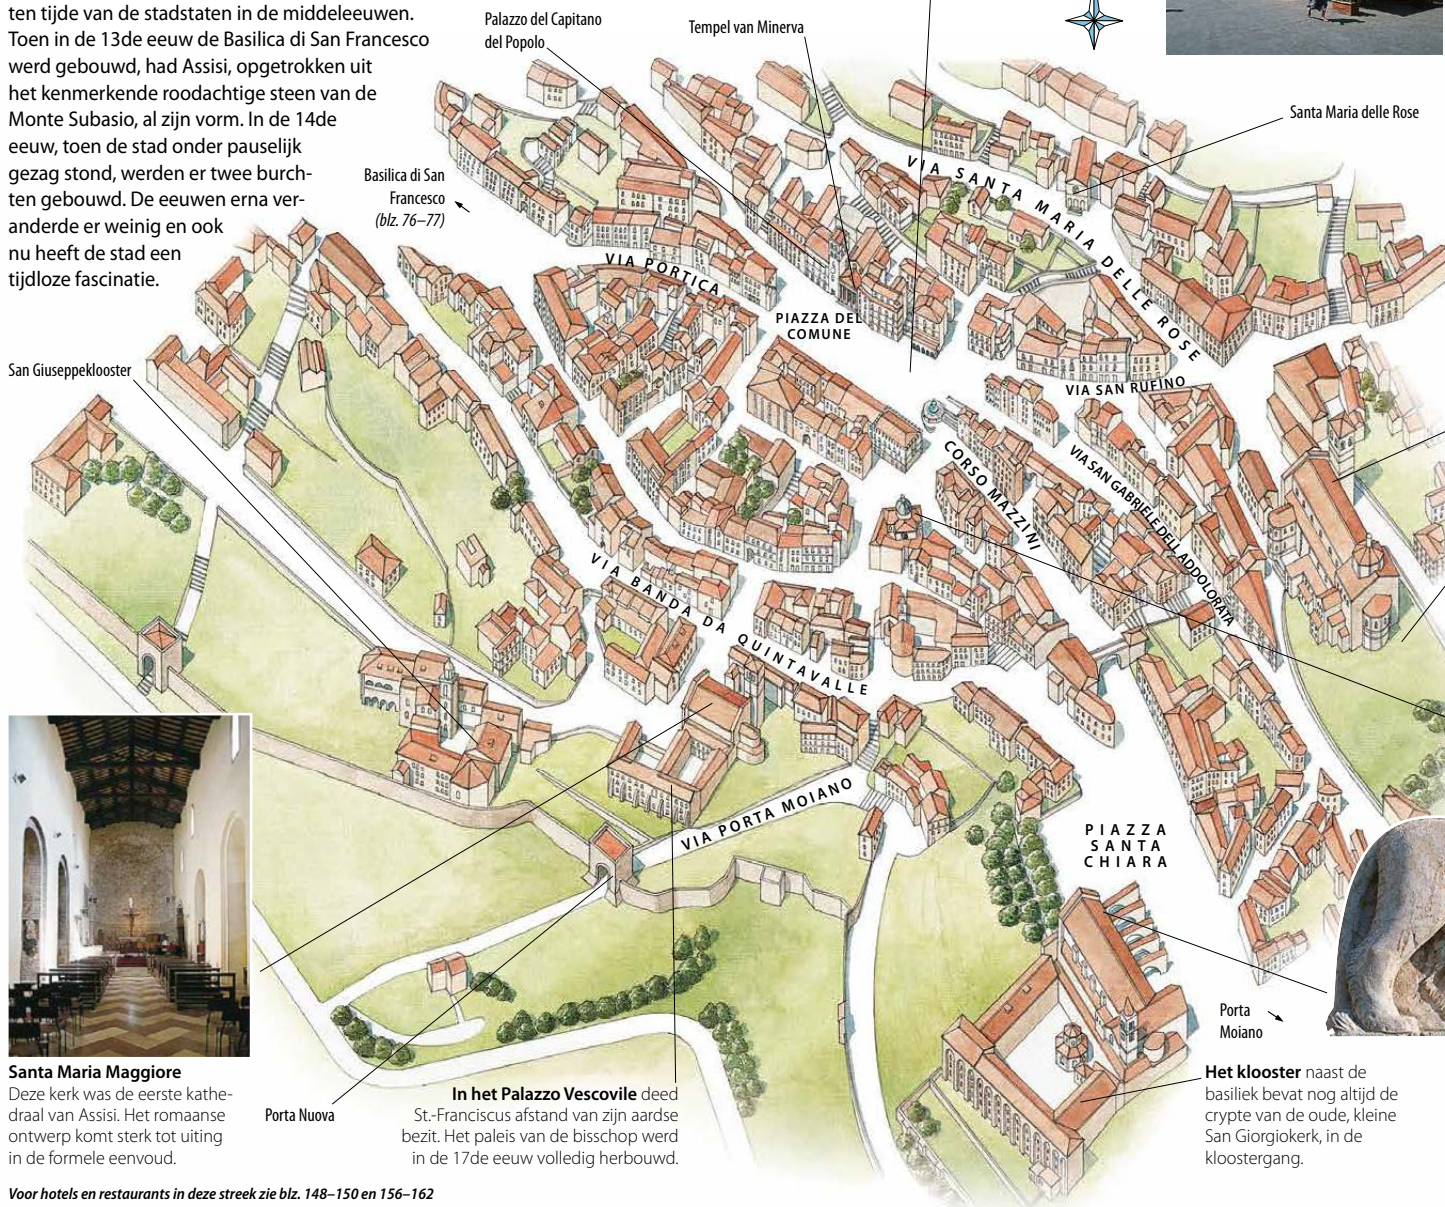 ten tijde van de stadstaten in de middeleeuwen.
Toen in de 13de eeuw de Basilica di San Francesco
werd gebouwd, had Assisi, opgetrokken uit
het kenmerkende roodachtige steen van de
Monte Subasio, al zijn vorm. In de 14de
eeuw, toen de stad onder pauselijk
gezag stond, werden er twee burch-
ten gebouwd. De eeuwen erna ver-
anderde er weinig en ook
nu heeft de stad een
tijdloze fascinatie.
Palazzo del Capitano
del Popolo
Tempel van Minerva
Santa Maria delle Rose
Basilica di San
Francesco
(blz. 76–77)
San Giuseppeklooster
VIA SANTA MARIA DELLE ROSE
VIA PORTICA
PIAZZA DEL
COMUNE
VIA SAN RUFINO
CORSO MAZZINI
VIA SAN GABRIELE DELL ADDOLORATA
VIA BANDA DA QUINTAVALLE
VIA PORTA MOIANO
PIAZZA
SANTA
CHIARA
Porta
Moiano
Santa Maria Maggiore
Deze kerk was de eerste kathe-
draal van Assisi. Het romaanse
ontwerp komt sterk tot uiting
in de formele eenvoud.
Porta Nuova
In het Palazzo Vescovile deed
St.-Franciscus afstand van zijn aardse
bezit. Het paleis van de bisschop werd
in de 17de eeuw volledig herbouwd.
Het klooster naast de
basiliek bevat nog altijd de
crypte van de oude, kleine
San Giorgiokerk, in de
kloostergang.
Voor hotels en restaurants in deze streek zie blz. 148–150 en 156–162